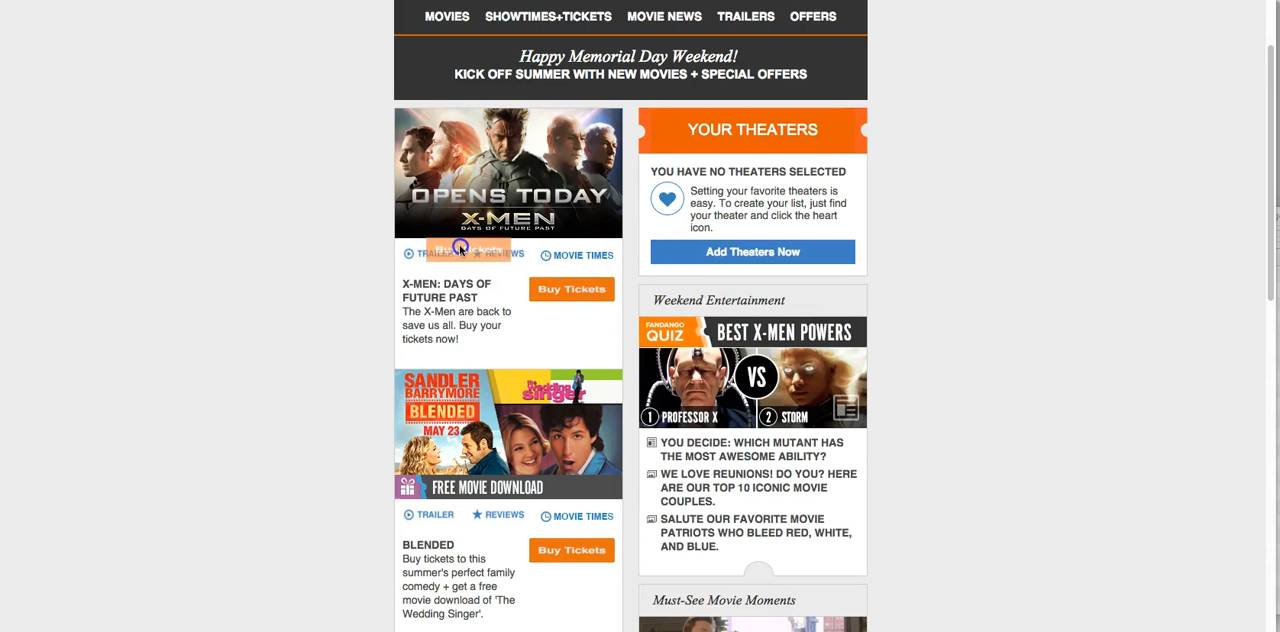 MOVIES SHOWTIMES+TICKETS MOVIE NEWS TRAILERS OFFERS
Happy Memorial Day Weekend!
KICK OFF SUMMER WITH NEW MOVIES + SPECIAL OFFERS
OPENS TODAY
X-MEN
DAYS OF FUTURE PAST
Buy Tickets
TRAILER REVIEWS MOVIE TIMES
X-MEN: DAYS OF
FUTURE PAST
The X-Men are back to
save us all. Buy your
tickets now!
Buy Tickets
SANDLER
BARRYMORE
BLENDED
MAY 23
the Wedding
singer
FREE MOVIE DOWNLOAD
TRAILER REVIEWS MOVIE TIMES
BLENDED
Buy tickets to this
summer's perfect family
comedy + get a free
movie download of 'The
Wedding Singer'.
Buy Tickets
YOUR THEATERS
YOU HAVE NO THEATERS SELECTED
Setting your favorite theaters is
easy. To create your list, just find
your theater and click the heart
icon.
Add Theaters Now
Weekend Entertainment
FANDANGO
QUIZ
BEST X-MEN POWERS
VS
1 PROFESSOR X
2 STORM
YOU DECIDE: WHICH MUTANT HAS
THE MOST AWESOME ABILITY?
WE LOVE REUNIONS! DO YOU? HERE
ARE OUR TOP 10 ICONIC MOVIE
COUPLES.
SALUTE OUR FAVORITE MOVIE
PATRIOTS WHO BLEED RED, WHITE,
AND BLUE.
Must-See Movie Moments